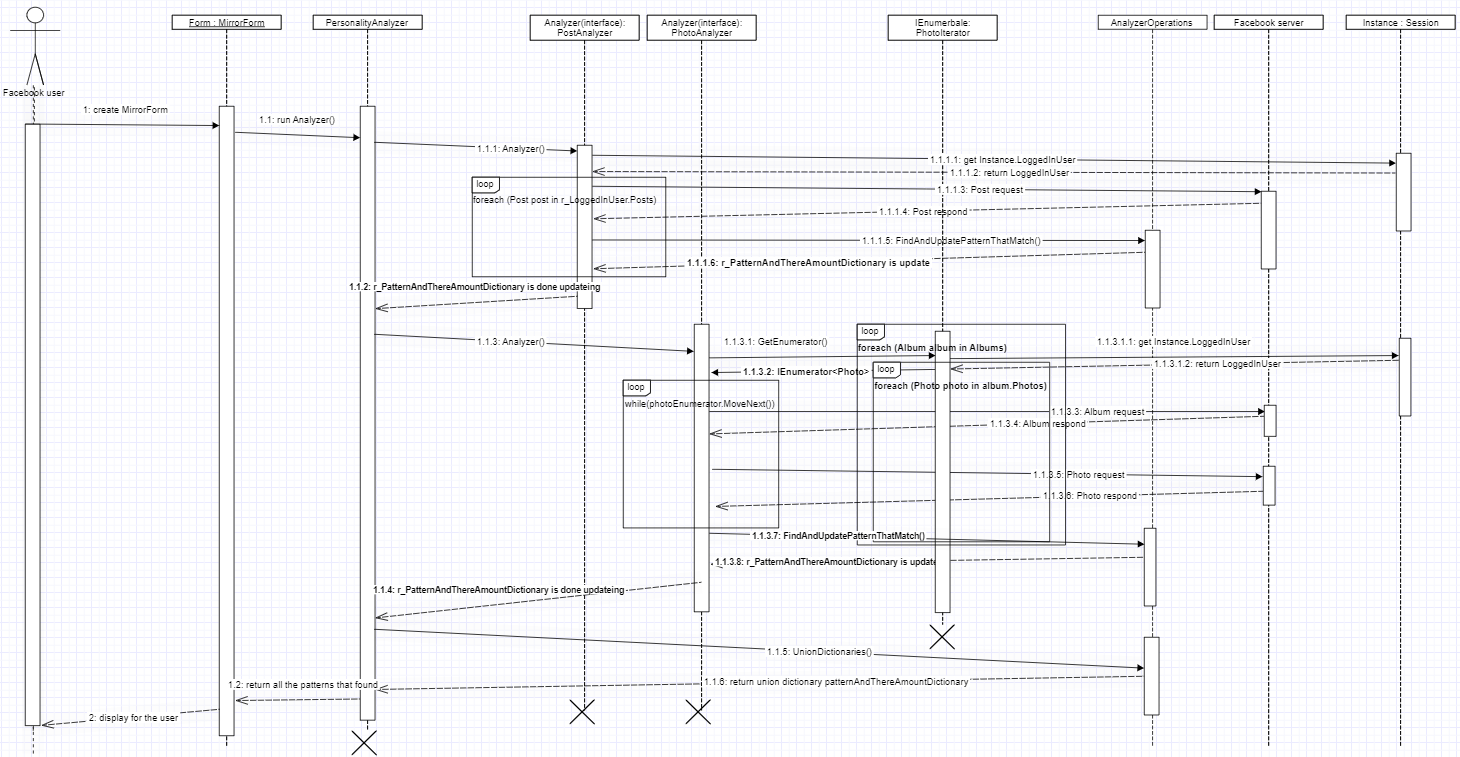 Form : MirrorForm
PersonalityAnalyzer
Analyzer(interface):
PostAnalyzer
Analyzer(interface):
PhotoAnalyzer
IEnumerbale:
PhotoIterator
AnalyzerOperations
Facebook server
Instance : Session
Facebook user
1: create MirrorForm
1.1: run Analyzer()
1.1.1: Analyzer()
1.1.1.1: get Instance.LoggedInUser
1.1.1.2: return LoggedInUser
loop
foreach (Post post in r_LoggedInUser.Posts)
1.1.1.3: Post request
1.1.1.4: Post respond
1.1.1.5: FindAndUpdatePatternThatMatch()
1.1.1.6: r_PatternAndThereAmountDictionary is update
1.1.2: r_PatternAndThereAmountDictionary is done updateing
1.1.3: Analyzer()
1.1.3.1: GetEnumerator()
loop
foreach (Album album in Albums)
1.1.3.1.1: get Instance.LoggedInUser
1.1.3.1.2: return LoggedInUser
1.1.3.2: IEnumerator<Photo>
loop
foreach (Photo photo in album.Photos)
loop
while(photoEnumerator.MoveNext())
1.1.3.3: Album request
1.1.3.4: Album respond
1.1.3.5: Photo request
1.1.3.6: Photo respond
1.1.3.7: FindAndUpdatePatternThatMatch()
1.1.3.8: r_PatternAndThereAmountDictionary is update
1.1.4: r_PatternAndThereAmountDictionary is done updateing
1.1.5: UnionDictionaries()
1.1.6: return union dictionary patternAndThereAmountDictionary
1.2: return all the patterns that found
2: display for the user